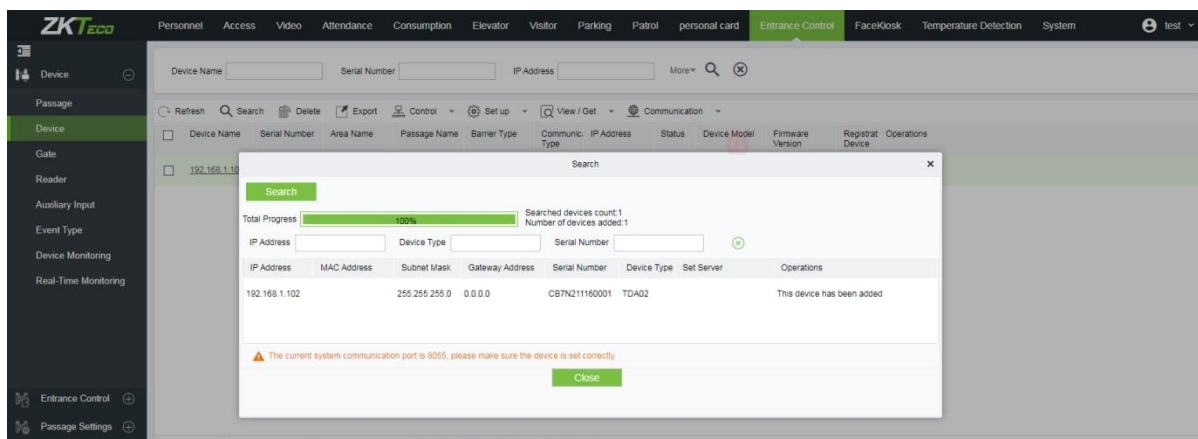 ZKTeco Personnel Access Video Attendance Consumption Elevator Visitor Parking Patrol personal card Entrance Control FaceKiosk Temperature Detection System test
Device
Passage
Device
Gate
Reader
Auxiliary Input
Event Type
Device Monitoring
Real-Time Monitoring
Entrance Control
Passage Settings
Device Name Serial Number IP Address More
Refresh Search Delete Export Control Set up View / Get Communication
Device Name Serial Number Area Name Passage Name Barrier Type Communic. Type IP Address Status Device Model Firmware Version Registrat Device Operations
192.168.1.10
Search
Search
Total Progress 100% Searched devices count:1
Number of devices added:1
IP Address Device Type Serial Number
IP Address MAC Address Subnet Mask Gateway Address Serial Number Device Type Set Server Operations
192.168.1.102 255.255.255.0 0.0.0.0 CB7N211160001 TDA02 This device has been added
The current system communication port is 8055, please make sure the device is set correctly.
Close